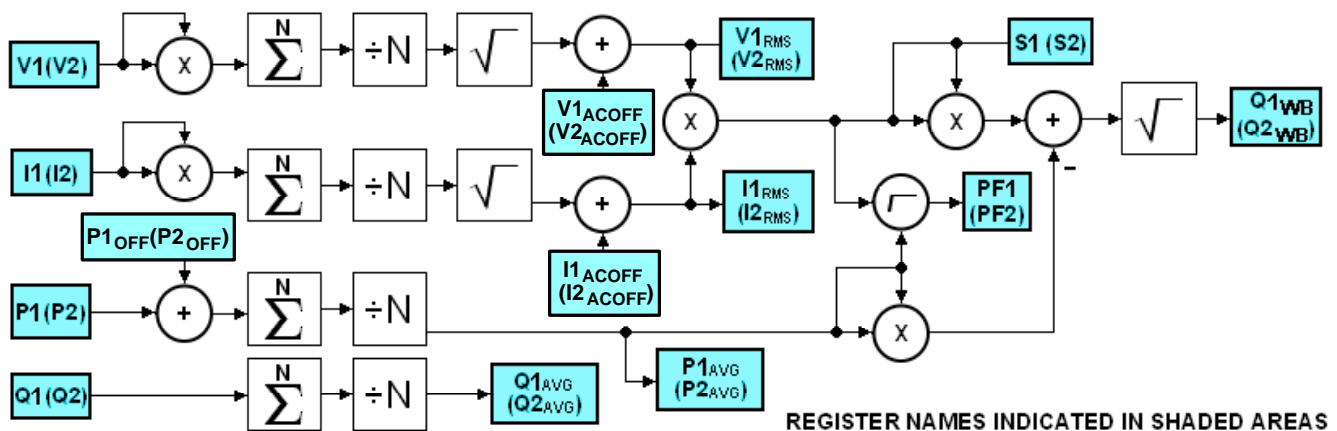 V1(V2)
X
N
∑
÷N
√
+
V1RMS
(V2RMS)
S1 (S2)
V1ACOFF
(V2ACOFF)
X
X
+
√
Q1WB
(Q2WB)
I1(I2)
X
N
∑
÷N
√
+
I1RMS
(I2RMS)
PF1
(PF2)
–
P1OFF(P2OFF)
I1ACOFF
(I2ACOFF)
P1(P2)
+
∑
÷N
X
P1AVG
(P2AVG)
Q1(Q2)
N
∑
÷N
Q1AVG
(Q2AVG)
N
REGISTER NAMES INDICATED IN SHADED AREAS